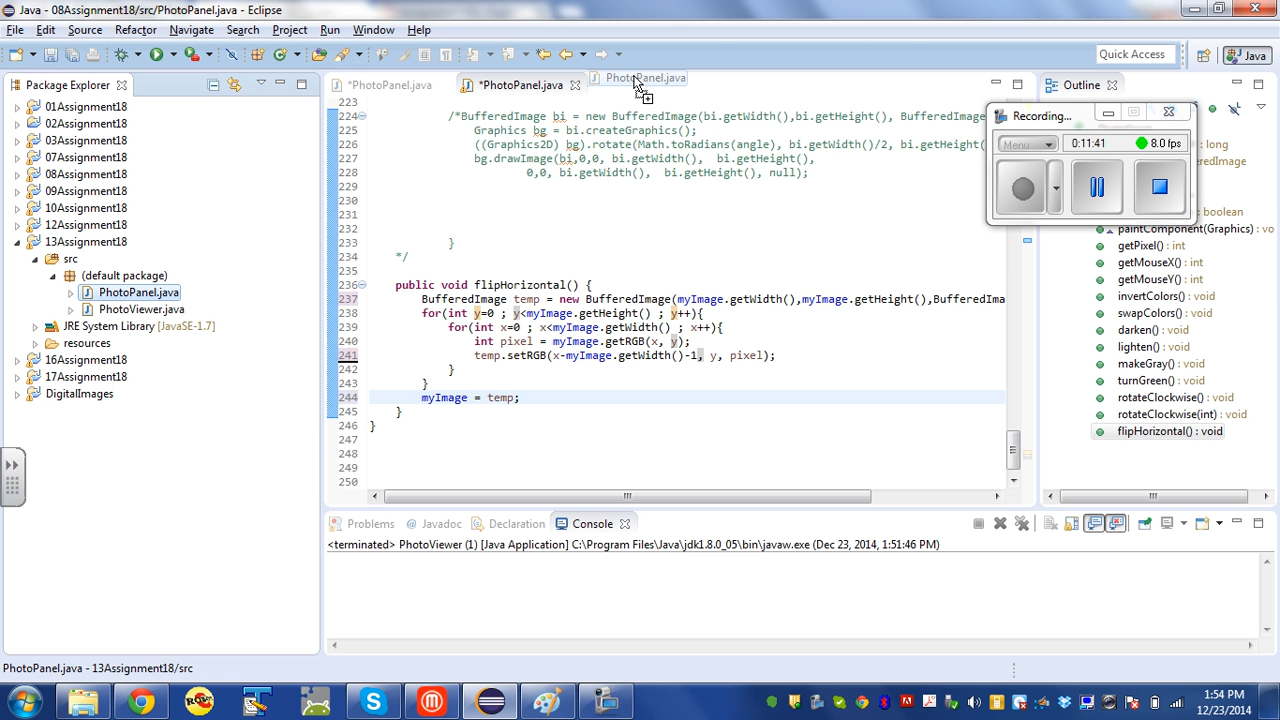 Java - 08Assignment18/src/PhotoPanel.java - Eclipse
File Edit Source Refactor Navigate Search Project Run Window Help
Quick Access Java
Package Explorer
*PhotoPanel.java *PhotoPanel.java PhotoPanel.java
Outline
01Assignment18
02Assignment18
03Assignment18
07Assignment18
08Assignment18
09Assignment18
10Assignment18
12Assignment18
13Assignment18
src
(default package)
PhotoPanel.java
PhotoViewer.java
JRE System Library [JavaSE-1.7]
resources
16Assignment18
17Assignment18
DigitalImages
223
224 /*BufferedImage bi = new BufferedImage(bi.getWidth(),bi.getHeight(), BufferedImage
225 Graphics bg = bi.createGraphics();
226 ((Graphics2D) bg).rotate(Math.toRadians(angle), bi.getWidth()/2, bi.getHeight
227 bg.drawImage(bi,0,0, bi.getWidth(), bi.getHeight(),
228 0,0, bi.getWidth(), bi.getHeight(), null);
229
230
231
232
233 }
234 */
235
236 public void flipHorizontal() {
237 BufferedImage temp = new BufferedImage(myImage.getWidth(),myImage.getHeight(),BufferedIma
238 for(int y=0 ; y<myImage.getHeight() ; y++){
239 for(int x=0 ; x<myImage.getWidth() ; x++){
240 int pixel = myImage.getRGB(x, y);
241 temp.setRGB(x-myImage.getWidth()-1, y, pixel);
242 }
243 }
244 myImage = temp;
245 }
246 }
247
248
249
250
Recording...
Menu 0:11:41 8.0 fps
long
eredImage
boolean
paintComponent(Graphics) : vo
getPixel() : int
getMouseX() : int
getMouseY() : int
invertColors() : void
swapColors() : void
darken() : void
lighten() : void
makeGray() : void
turnGreen() : void
rotateClockwise() : void
rotateClockwise(int) : void
flipHorizontal() : void
Problems Javadoc Declaration Console
<terminated> PhotoViewer (1) [Java Application] C:\Program Files\Java\jdk1.8.0_05\bin\javaw.exe (Dec 23, 2014, 1:51:46 PM)
PhotoPanel.java - 13Assignment18/src
1:54 PM
12/23/2014